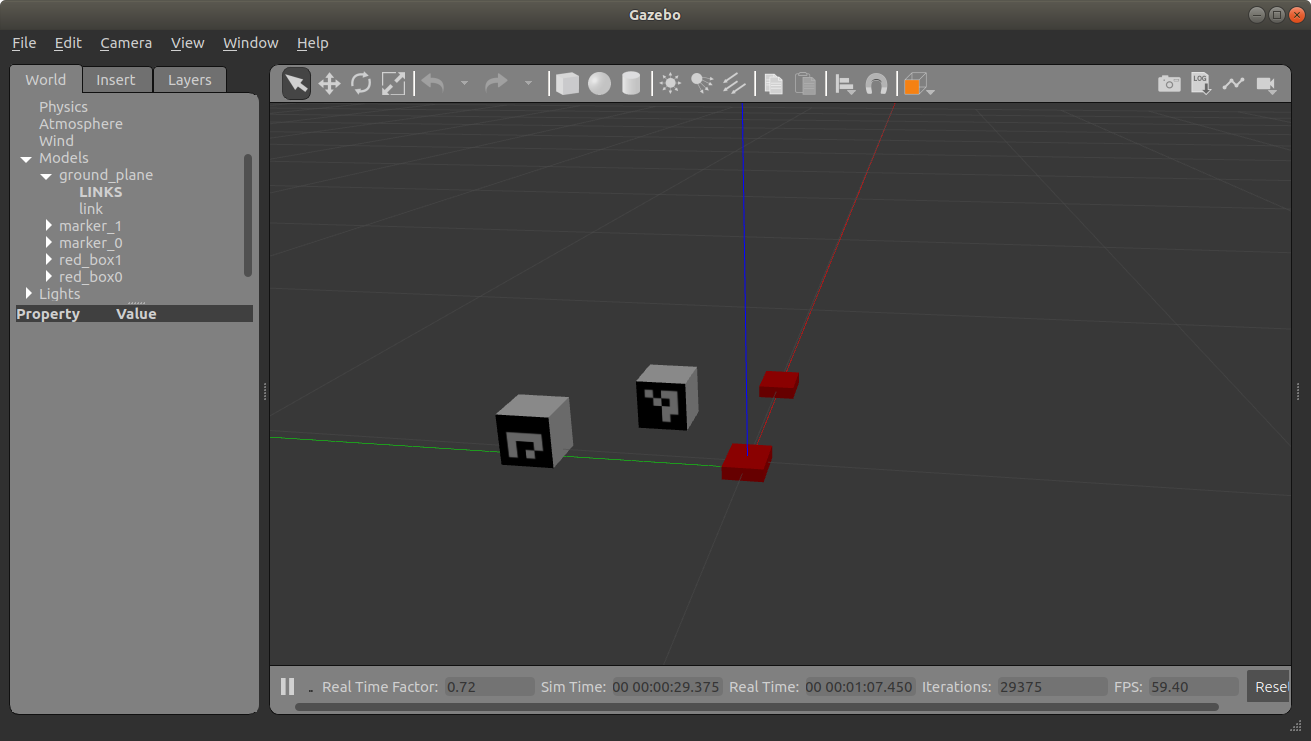 Gazebo
File Edit Camera View Window Help
World Insert Layers
LOG
Physics
Atmosphere
Wind
Models
ground_plane
LINKS
link
marker_1
marker_0
red_box1
red_box0
Lights
Property Value
Real Time Factor: 0.72 Sim Time: 00 00:00:29.375 Real Time: 00 00:01:07.450 Iterations: 29375 FPS: 59.40 Rese